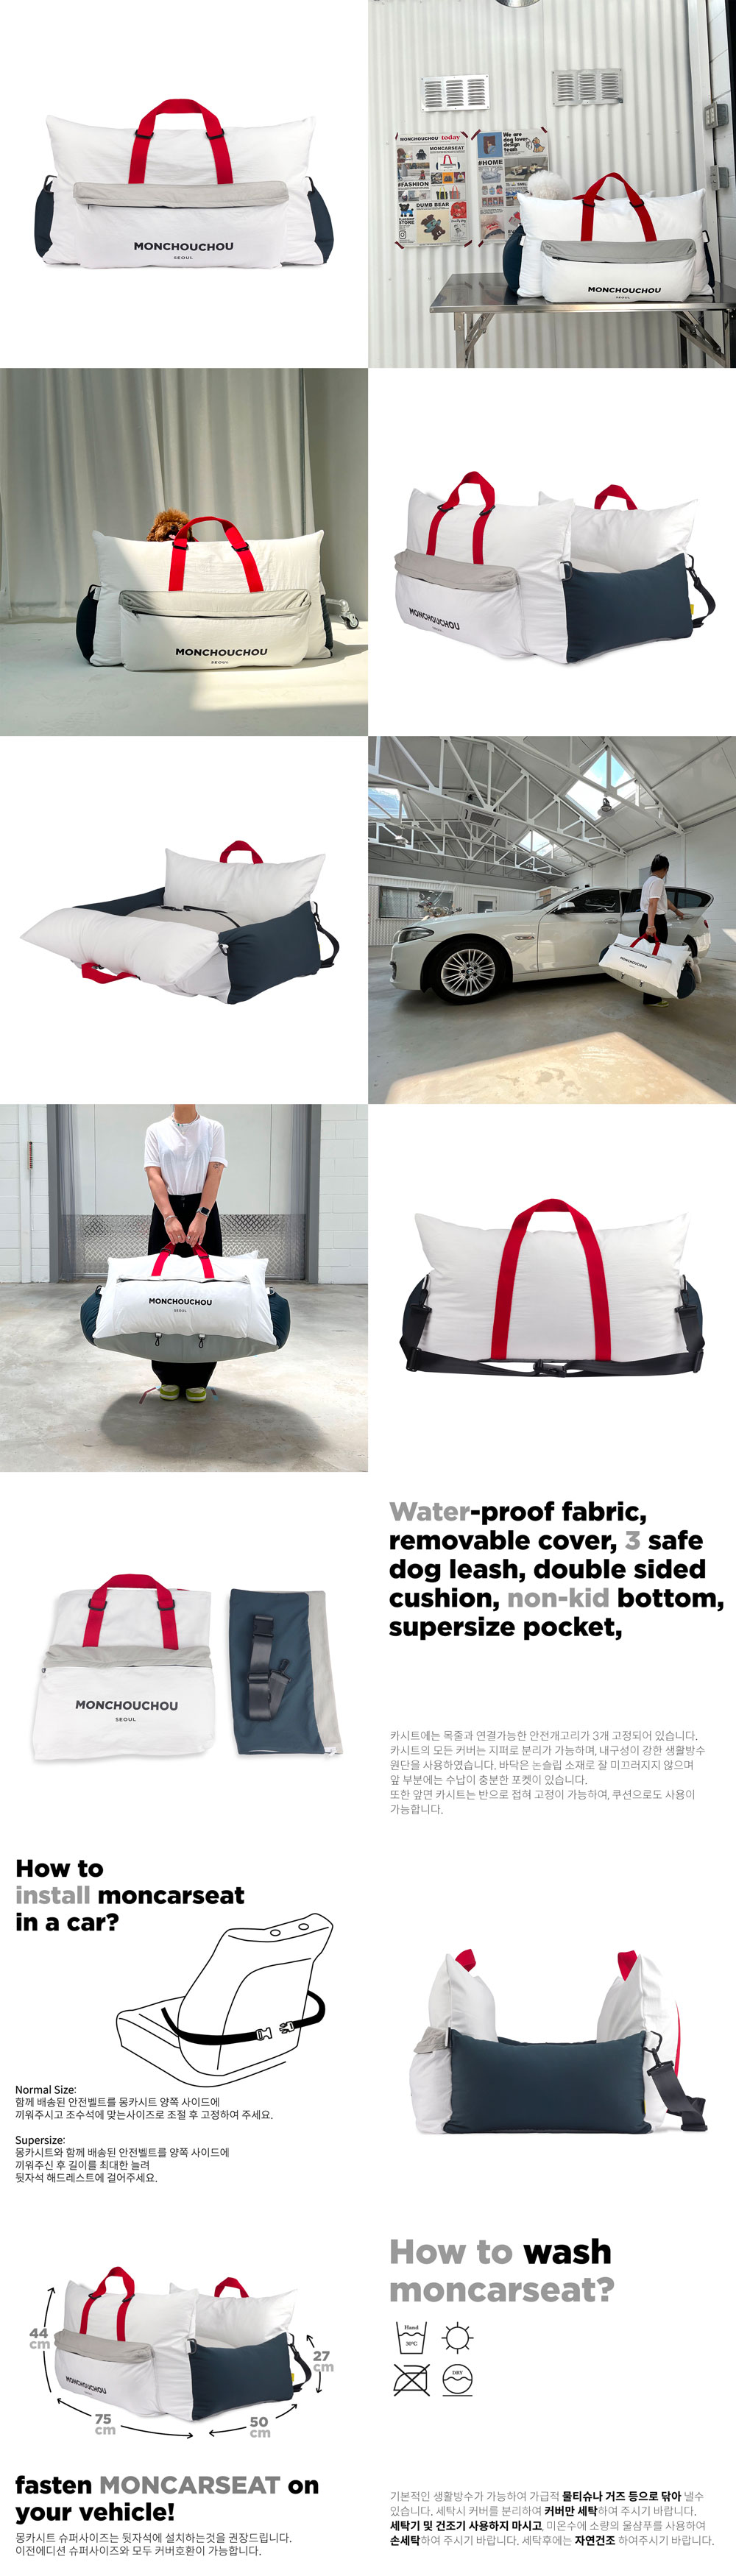 MONCHOUCHOU
SEOUL
MONCHOUCHOU today
We are
dog lover
design
team
MONCARSEAT
#HOME
#FASHION
DUMB BEAR
MONCHOUCHOU
SEOUL
MONCHOUCHOU
SEOUL
MONCHOUCHOU
MONCHOUCHOU
MONCHOUCHOU
SEOUL
MONCHOUCHOU
SEOUL
Water-proof fabric,
removable cover, 3 safe
dog leash, double sided
cushion, non-kid bottom,
supersize pocket,
카시트에는 목줄과 연결가능한 안전개고리가 3개 고정되어 있습니다.
카시트의 모든 커버는 지퍼로 분리가 가능하며, 내구성이 강한 생활방수
원단을 사용하였습니다. 바닥은 논슬립 소재로 잘 미끄러지지 않으며
앞 부분에는 수납이 충분한 포켓이 있습니다.
또한 앞면 카시트는 반으로 접혀 고정이 가능하여, 쿠션으로도 사용이
가능합니다.
How to
install moncarseat
in a car?
Normal Size:
함께 배송된 안전벨트를 몽카시트 양쪽 사이드에
끼워주시고 조수석에 맞는사이즈로 조절 후 고정하여 주세요.
Supersize:
몽카시트와 함께 배송된 안전벨트를 양쪽 사이드에
끼워주신 후 길이를 최대한 늘려
뒷자석 헤드레스트에 걸어주세요.
44
cm
27
cm
MONCHOUCHOU
75
cm
50
cm
fasten MONCARSEAT on
your vehicle!
몽카시트 슈퍼사이즈는 뒷자석에 설치하는것을 권장드립니다.
이전에디션 슈퍼사이즈와 모두 커버호환이 가능합니다.
How to wash
moncarseat?
Hand
30℃
DRY
기본적인 생활방수가 가능하여 가급적 물티슈나 거즈 등으로 닦아 낼수
있습니다. 세탁시 커버를 분리하여 커버만 세탁하여 주시기 바랍니다.
세탁기 및 건조기 사용하지 마시고, 미온수에 소량의 울샴푸를 사용하여
손세탁하여 주시기 바랍니다. 세탁후에는 자연건조 하여주시기 바랍니다.